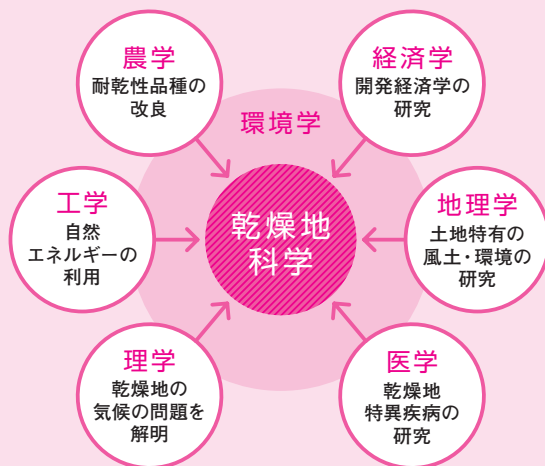 農学
耐乾性品種の
改良
経済学
開発経済学の
研究
環境学
工学
自然
エネルギーの
利用
乾燥地
科学
地理学
土地特有の
風土・環境の
研究
理学
乾燥地の
気候の問題を
解明
医学
乾燥地
特異疾病の
研究